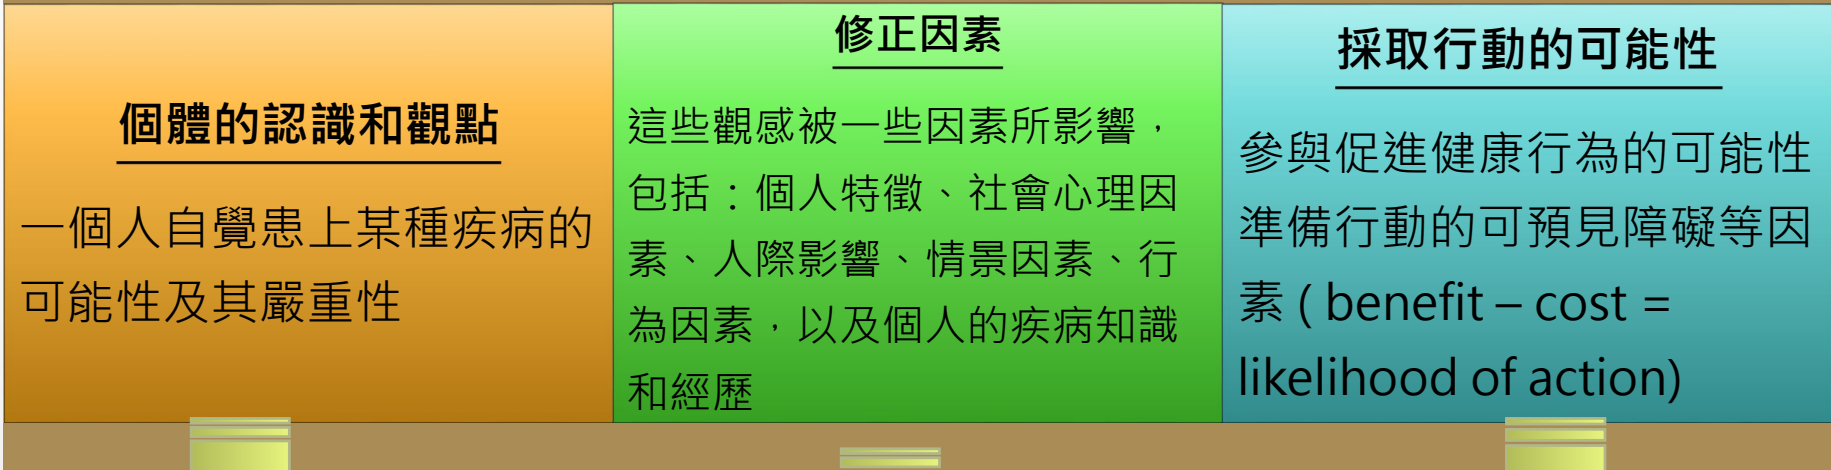 個體的認識和觀點
一個人自覺患上某種疾病的
可能性及其嚴重性
修正因素
這些觀感被一些因素所影響，
包括：個人特徵、社會心理因
素、人際影響、情景因素、行
為因素，以及個人的疾病知識
和經歷
採取行動的可能性
參與促進健康行為的可能性
準備行動的可預見障礙等因
素 ( benefit – cost =
likelihood of action)